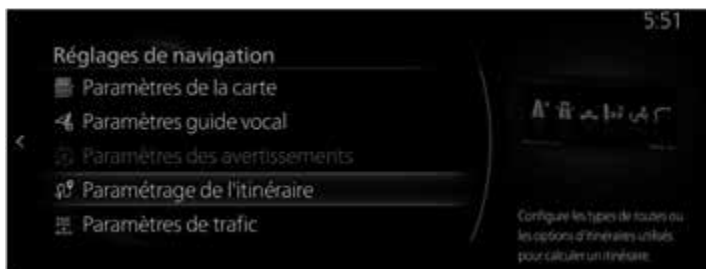 5:51
Réglages de navigation
Paramètres de la carte
Paramètres guide vocal
Paramètres des avertissements
Paramétrage de l'itinéraire
Paramètres de trafic
Configure les types de routes ou
les options d'itinéraires utilisés
pour calculer un itinéraire